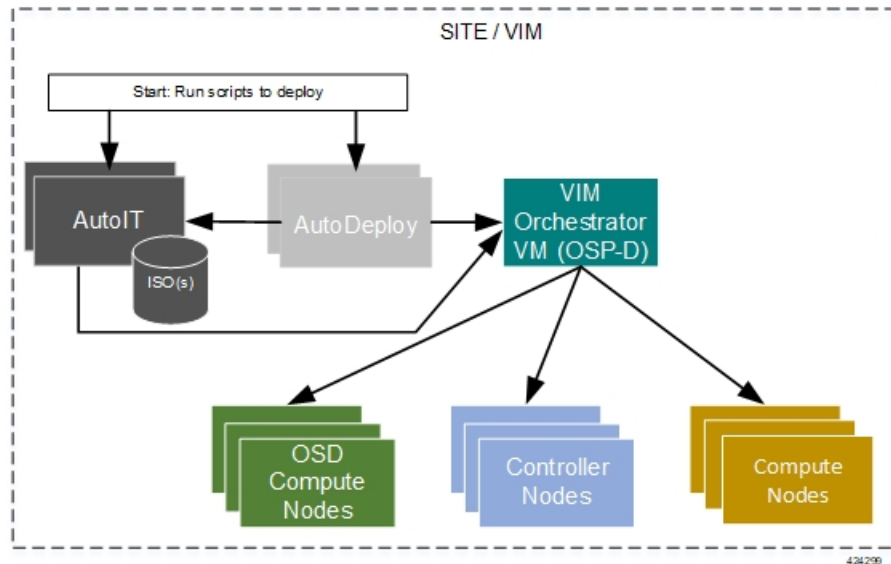 SITE / VIM
Start: Run scripts to deploy
AutoIT
ISO(s)
AutoDeploy
VIM
Orchestrator
VM (OSP-D)
OSD
Compute
Nodes
Controller
Nodes
Compute
Nodes
424299